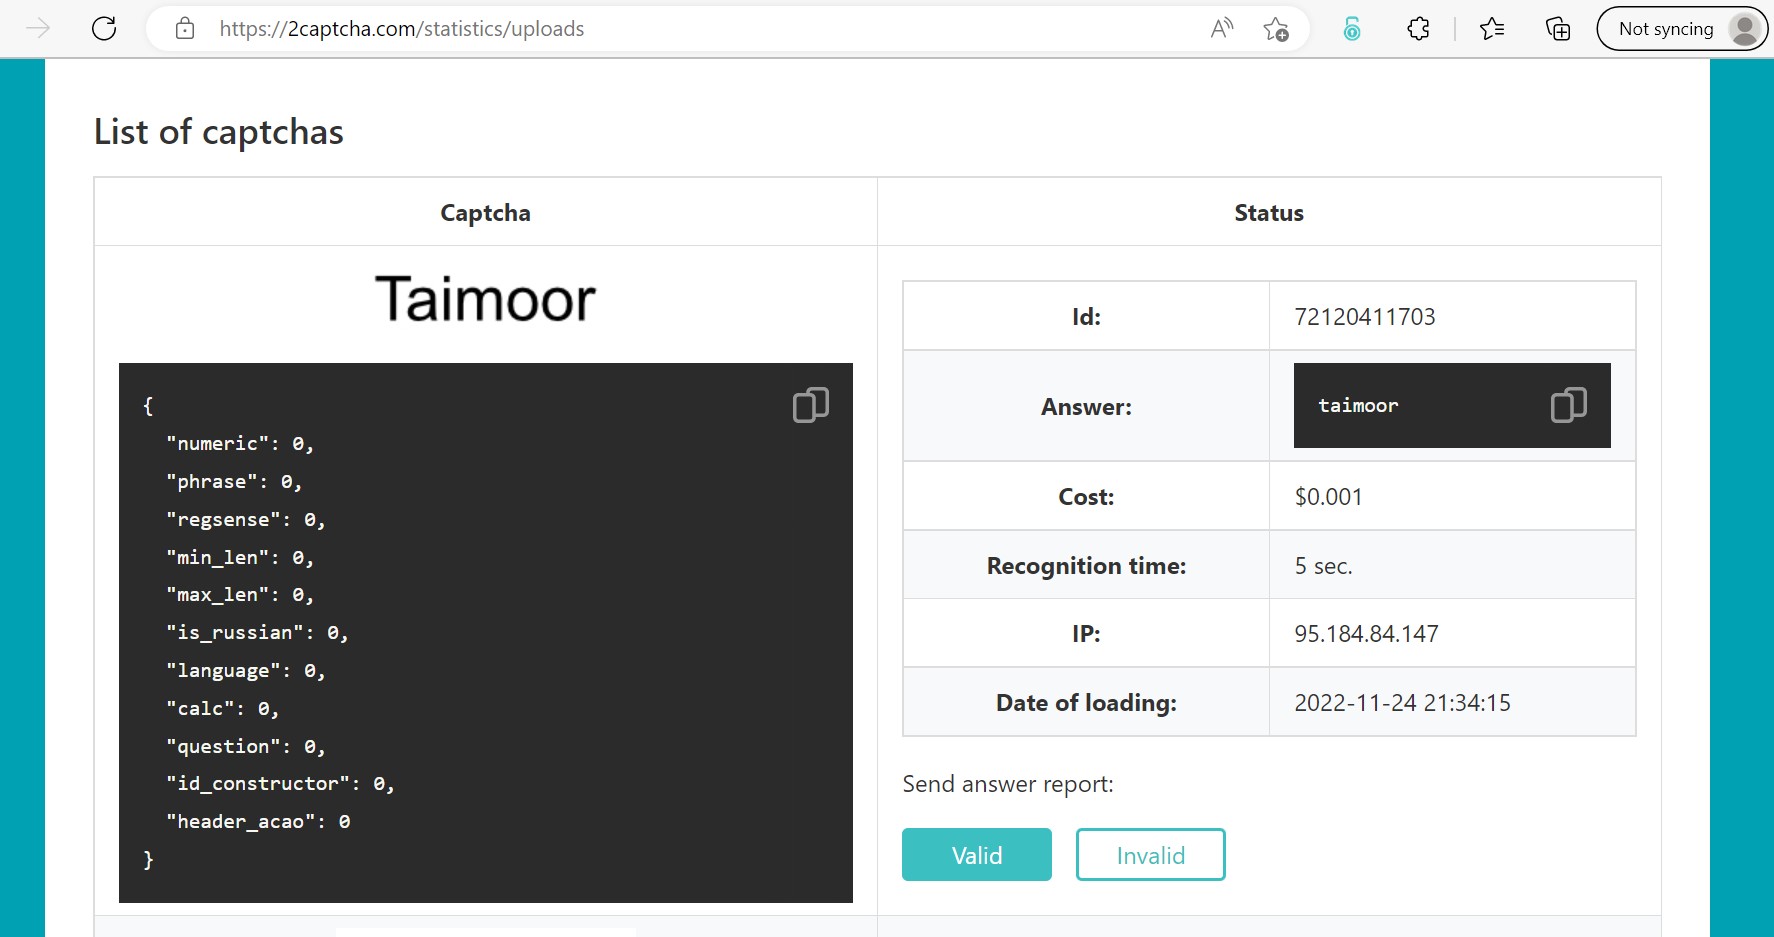 https://2captcha.com/statistics/uploads
Not syncing
List of captchas
Captcha
Status
Taimoor
{
"numeric": 0,
"phrase": 0,
"regsense": 0,
"min_len": 0,
"max_len": 0,
"is_russian": 0,
"language": 0,
"calc": 0,
"question": 0,
"id_constructor": 0,
"header_acao": 0
}
Id: 72120411703
Answer: taimoor
Cost: $0.001
Recognition time: 5 sec.
IP: 95.184.84.147
Date of loading: 2022-11-24 21:34:15
Send answer report:
Valid Invalid